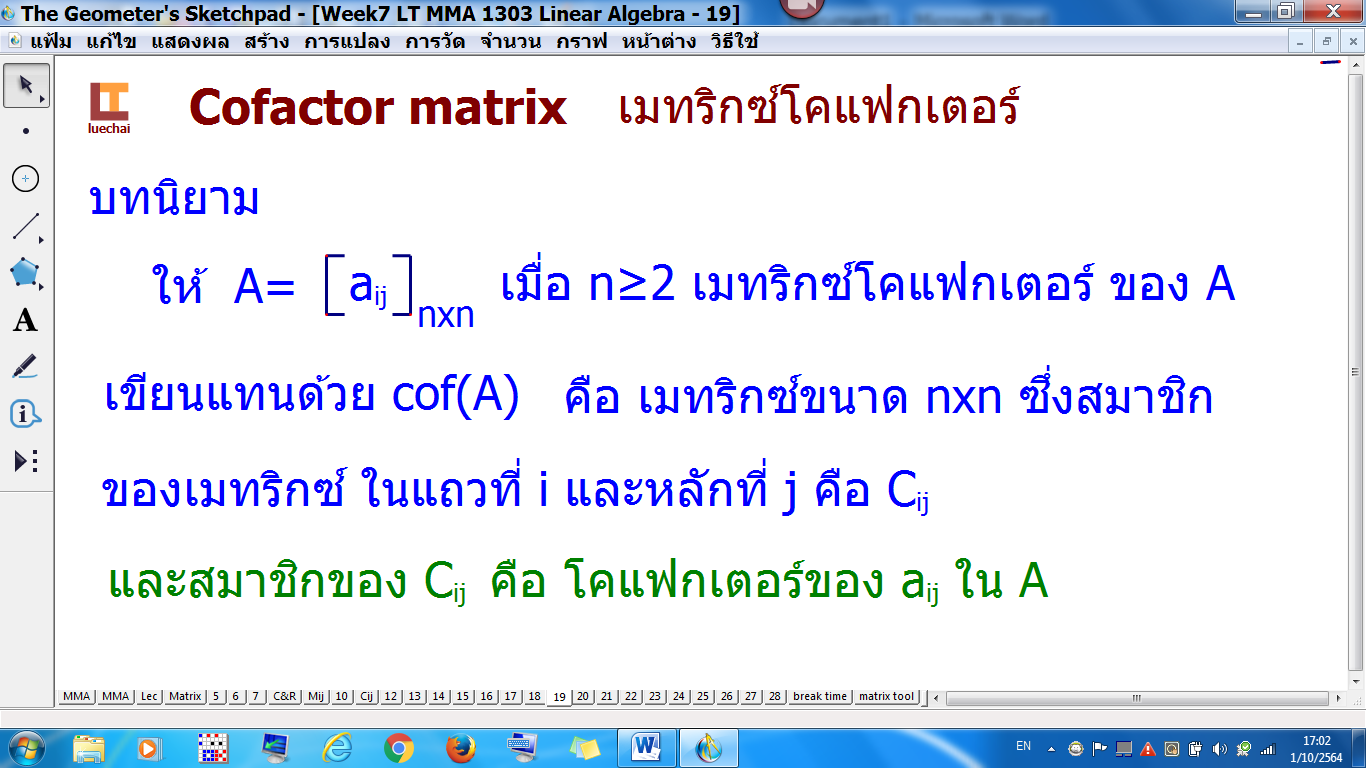 The Geometer's Sketchpad - [Week7 LT MMA 1303 Linear Algebra - 19]
แฟ้ม แก้ไข แสดงผล สร้าง การแปลง การวัด จำนวน กราฟ หน้าต่าง วิธีใช้
LT
luechai
Cofactor matrix เมทริกซ์โคแฟกเตอร์
บทนิยาม
ให้ A= [aij]nxn เมื่อ n≥2 เมทริกซ์โคแฟกเตอร์ ของ A
เขียนแทนด้วย cof(A) คือ เมทริกซ์ขนาด nxn ซึ่งสมาชิก
ของเมทริกซ์ ในแถวที่ i และหลักที่ j คือ Cij
และสมาชิกของ Cij คือ โคแฟกเตอร์ของ aij ใน A
MMA MMA Lec Matrix 5 6 7 C&R Mij 10 Cij 12 13 14 15 16 17 18 19 20 21 22 23 24 25 26 27 28 break time matrix tool
EN 17:02
1/10/2564